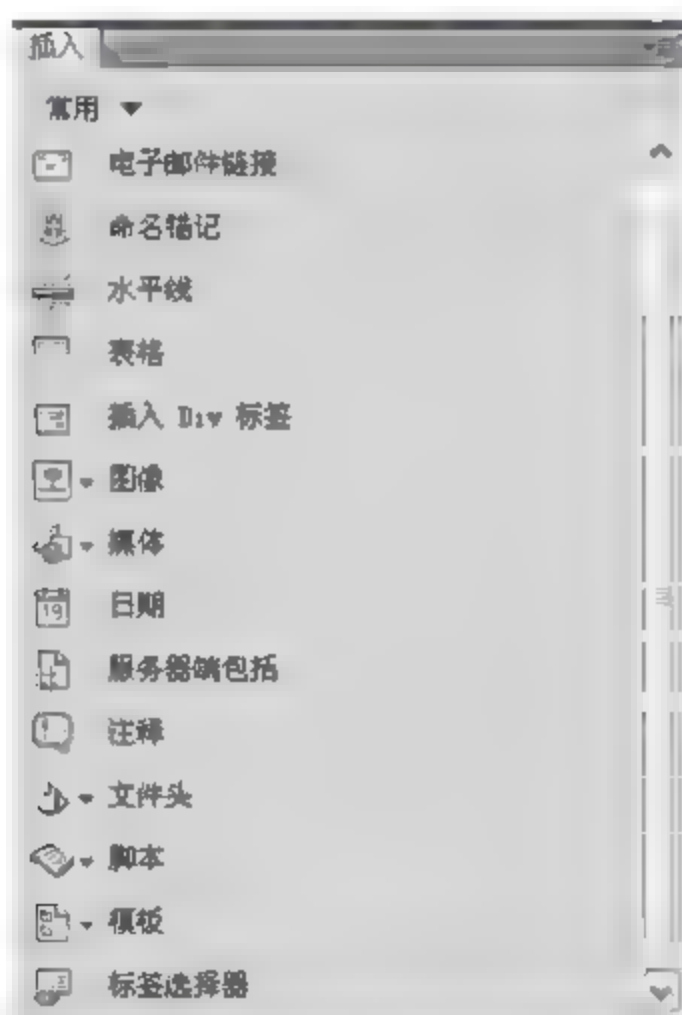 插入
常用
电子邮件链接
命名锚记
水平线
表格
插入 Div 标签
图像
媒体
19 日期
服务器端包括
注释
文件头
脚本
模板
标签选择器